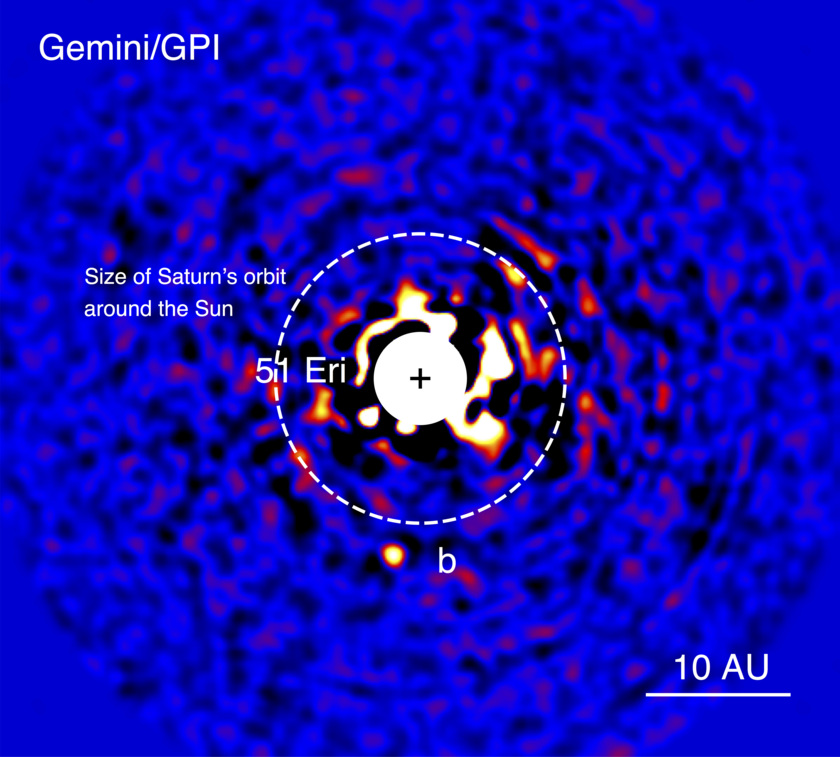 Gemini/GPI
Size of Saturn's orbit
around the Sun
51 Eri
b
10 AU